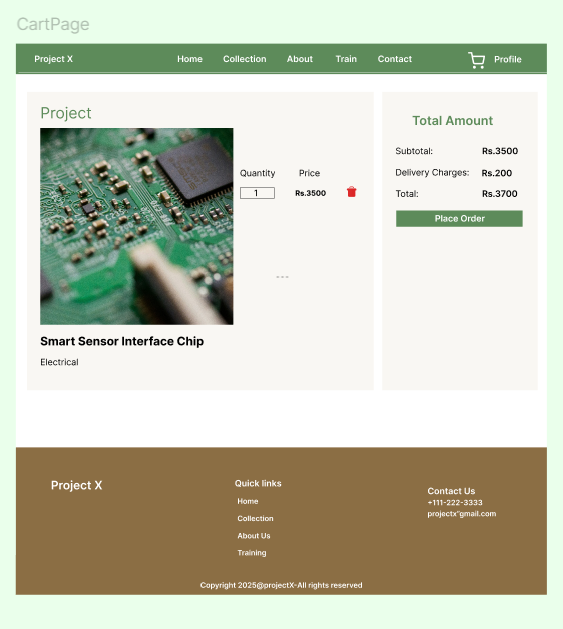 CartPage
Project X
Home
Collection
About
Train
Contact
Profile
Project
Quantity
Price
1
Rs.3500
Smart Sensor Interface Chip
Electrical
Total Amount
Subtotal:
Rs.3500
Delivery Charges:
Rs.200
Total:
Rs.3700
Place Order
Project X
Quick links
Home
Collection
About Us
Training
Contact Us
+111-222-3333
projectx"gmail.com
Copyright 2025@projectX-All rights reserved